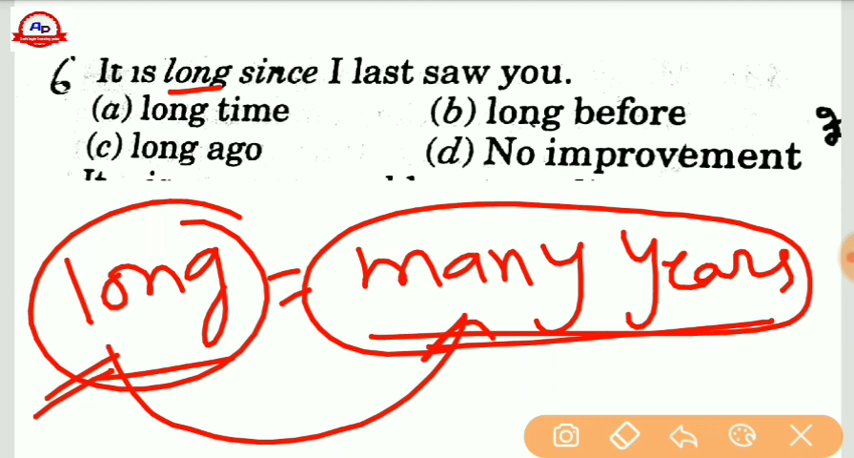 AP
6 It is long since I last saw you.
(a) long time (b) long before
(c) long ago (d) No improvement
long = many years